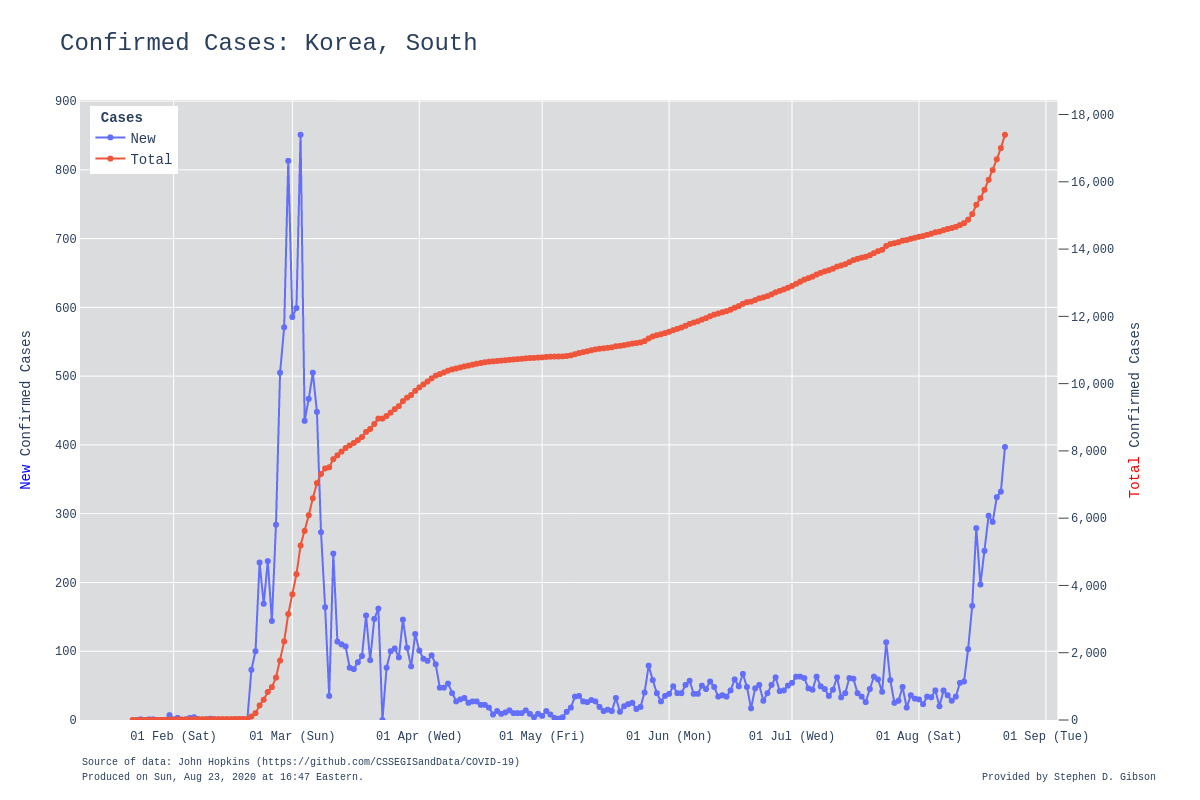 Confirmed Cases: Korea, South
Cases
New
Total
900
800
700
600
500
400
300
200
100
0
New Confirmed Cases
18,000
16,000
14,000
12,000
10,000
8,000
6,000
4,000
2,000
0
Total Confirmed Cases
01 Feb (Sat) 01 Mar (Sun) 01 Apr (Wed) 01 May (Fri) 01 Jun (Mon) 01 Jul (Wed) 01 Aug (Sat) 01 Sep (Tue)
Source of data: John Hopkins (https://github.com/CSSEGISandData/COVID-19)
Produced on Sun, Aug 23, 2020 at 16:47 Eastern.
Provided by Stephen D. Gibson